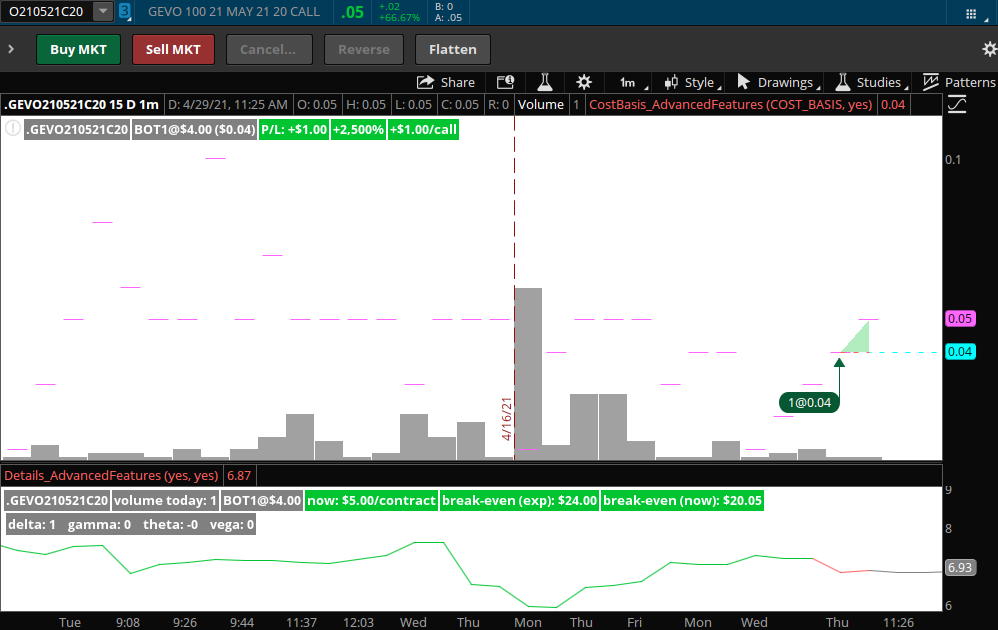 O210521C20 3 GEVO 100 21 MAY 21 20 CALL .05 +.02 B: 0
+66.67% A: .05
Buy MKT Sell MKT Cancel... Reverse Flatten
Share 1m Style Drawings Studies Patterns
.GEVO210521C20 15 D 1m D: 4/29/21, 11:25 AM O: 0.05 H: 0.05 L: 0.05 C: 0.05 R: 0 Volume 1 CostBasis_AdvancedFeatures (COST_BASIS, yes) 0.04
.GEVO210521C20 BOT1@$4.00 ($0.04) P/L: +$1.00 +2,500% +$1.00/call
0.1
0.05
0.04
1@0.04
4/16/21
Details_AdvancedFeatures (yes, yes) 6.87
9
.GEVO210521C20 volume today: 1 BOT1@$4.00 now: $5.00/contract break-even (exp): $24.00 break-even (now): $20.05
delta: 1 gamma: 0 theta: -0 vega: 0
8
6.93
6
Tue 9:08 9:26 9:44 11:37 12:03 Wed Thu Mon Thu Fri Mon Wed Thu 11:26